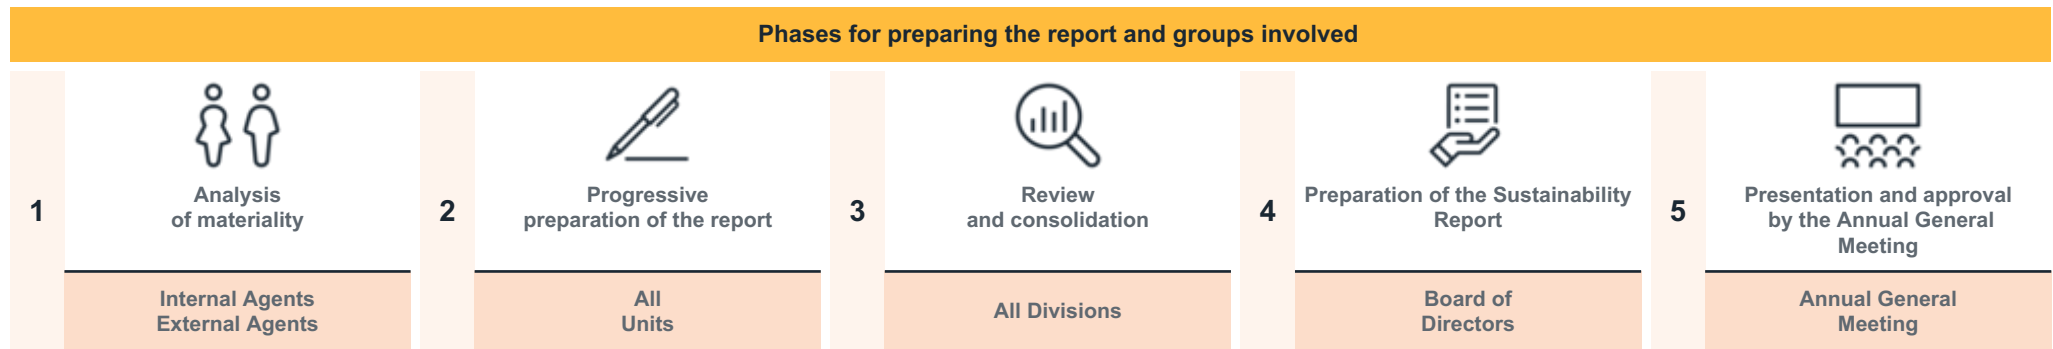 Phases for preparing the report and groups involved
1
Analysis
of materiality
Internal Agents
External Agents
2
Progressive
preparation of the report
All
Units
3
Review
and consolidation
All Divisions
4
Preparation of the Sustainability
Report
Board of
Directors
5
Presentation and approval
by the Annual General
Meeting
Annual General
Meeting